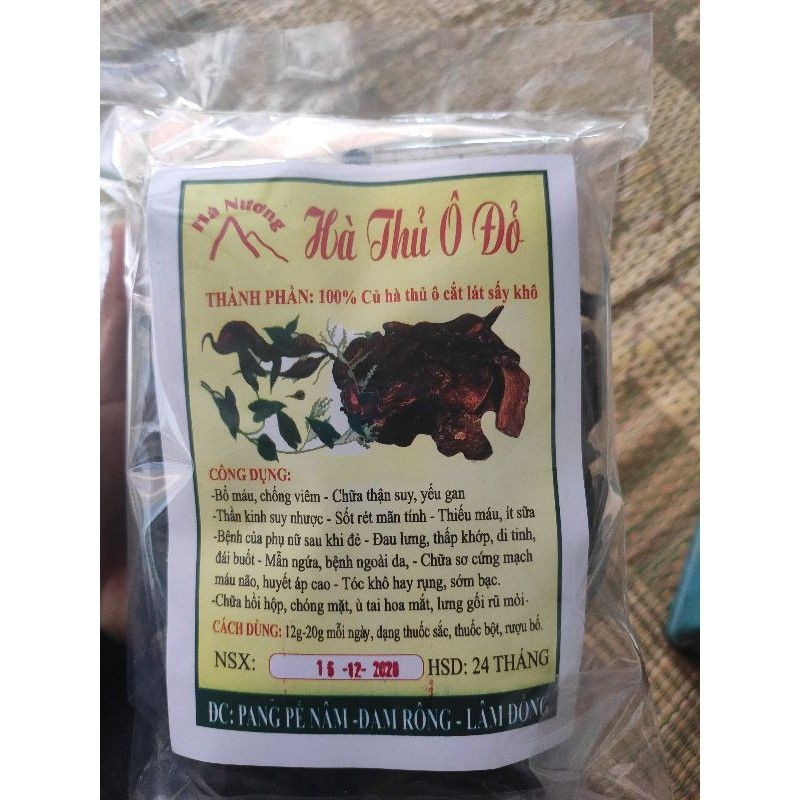 Hà Nương
Hà Thủ Ô Đỏ
THÀNH PHẦN: 100% Củ hà thủ ô cắt lát sấy khô
CÔNG DỤNG:
-Bổ máu, chống viêm - Chữa thận suy, yếu gan
-Thần kinh suy nhược - Sốt rét mãn tính - Thiếu máu, ít sữa
-Bệnh của phụ nữ sau khi đẻ - Đau lưng, thấp khớp, di tinh,
đái buốt - Mẩn ngứa, bệnh ngoài da, - Chữa sơ cứng mạch
máu não, huyết áp cao - Tóc khô hay rụng, sớm bạc.
-Chữa hồi hộp, chóng mặt, ù tai hoa mắt, lưng gối rũ mỏi.
CÁCH DÙNG: 12g-20g mỗi ngày, dạng thuốc sắc, thuốc bột, rượu bổ.
NSX: 16 -12- 2020 HSD: 24 THÁNG
ĐC: PANG PẾ NÂM -ĐAM RÔNG - LÂM ĐỒNG